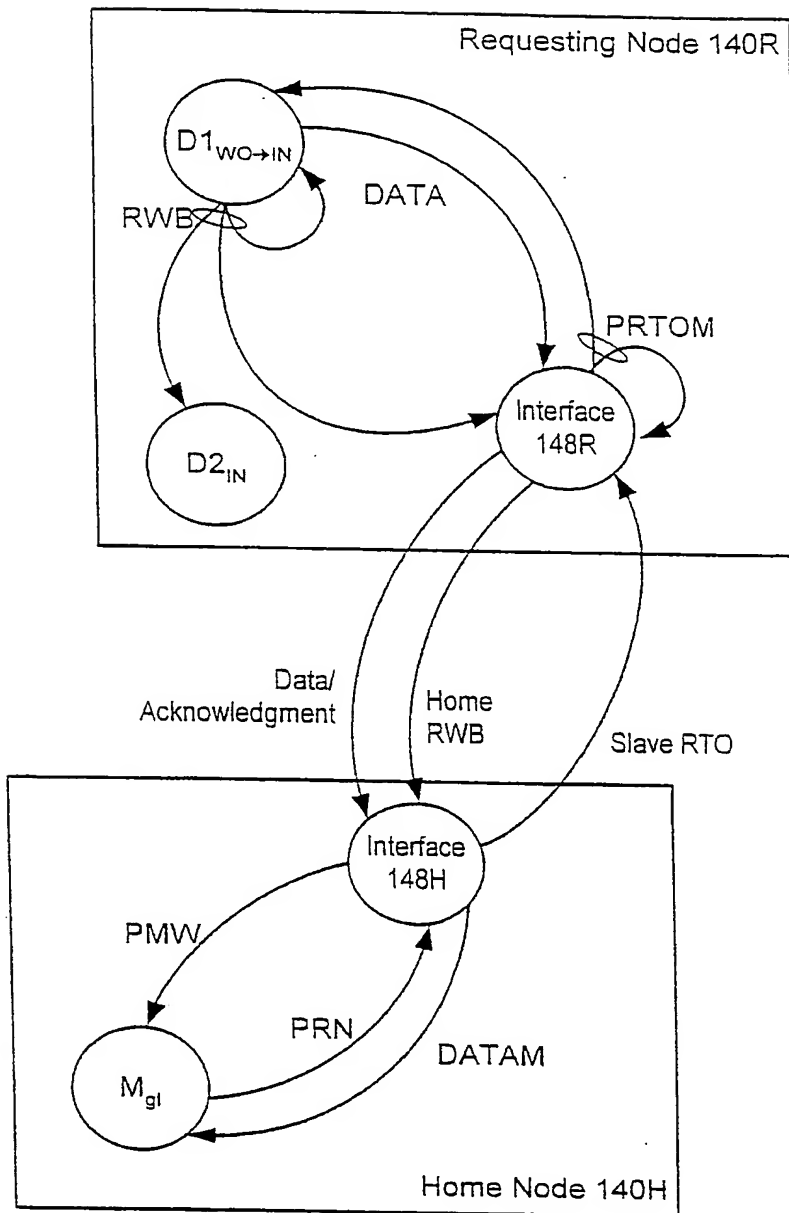 Requesting Node 140R
D1WO→IN
DATA
RWB
PRTOM
Interface
148R
D2IN
Data/
Acknowledgment
Home
RWB
Slave RTO
Interface
148H
PMW
PRN
DATAM
Mgl
Home Node 140H